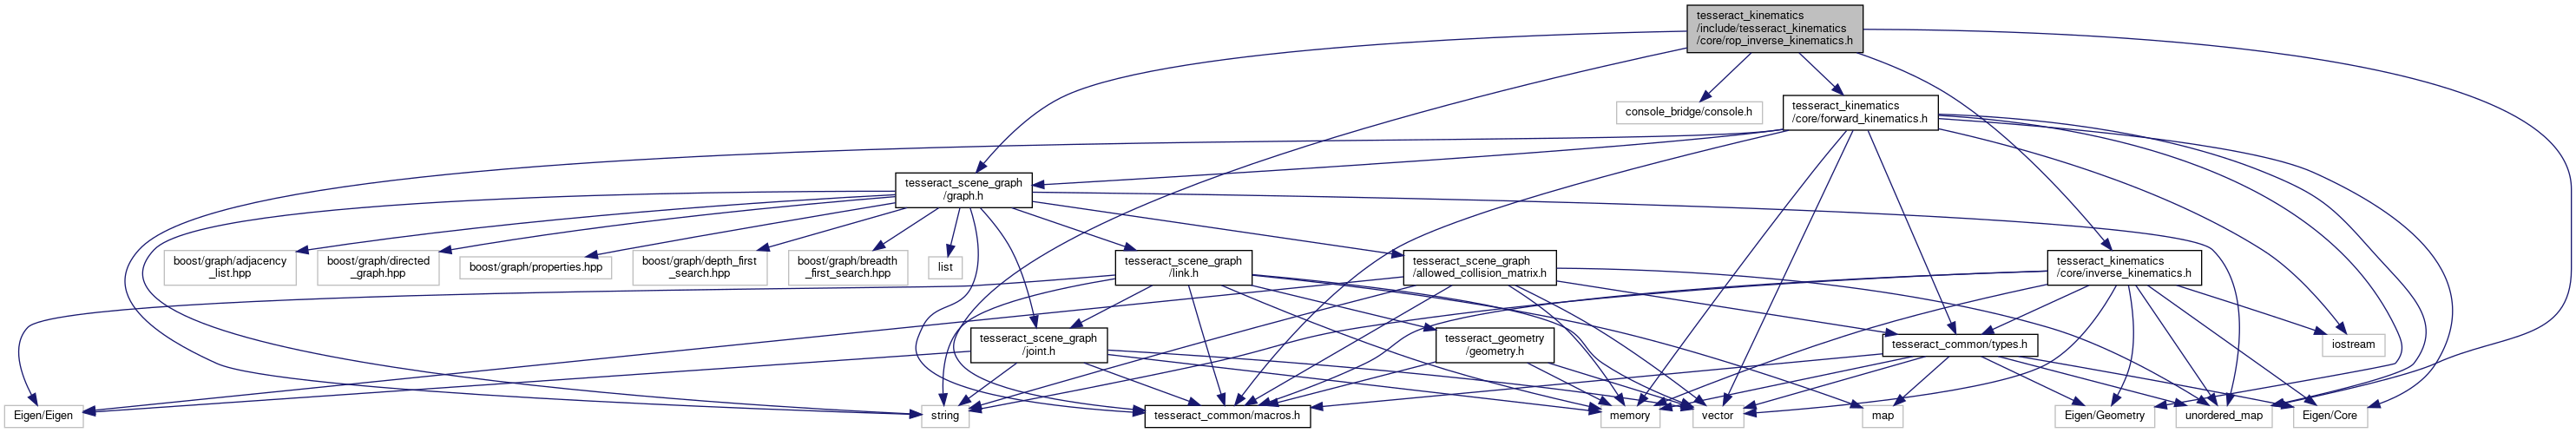 tesseract_kinematics
/include/tesseract_kinematics
/core/rop_inverse_kinematics.h
console_bridge/console.h
tesseract_kinematics
/core/forward_kinematics.h
tesseract_scene_graph
/graph.h
boost/graph/adjacency
_list.hpp
boost/graph/directed
_graph.hpp
boost/graph/properties.hpp
boost/graph/depth_first
_search.hpp
boost/graph/breadth
_first_search.hpp
list
tesseract_scene_graph
/link.h
tesseract_scene_graph
/allowed_collision_matrix.h
tesseract_kinematics
/core/inverse_kinematics.h
tesseract_scene_graph
/joint.h
tesseract_geometry
/geometry.h
tesseract_common/types.h
iostream
Eigen/Eigen
string
tesseract_common/macros.h
memory
vector
map
Eigen/Geometry
unordered_map
Eigen/Core